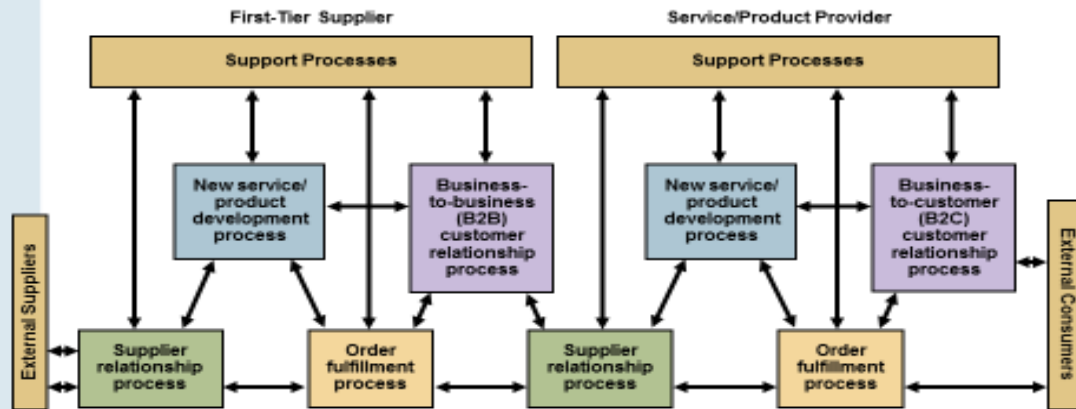 First-Tier Supplier
Service/Product Provider
Support Processes
Support Processes
New service/
product
development
process
Business-
to-business
(B2B)
customer
relationship
process
New service/
product
development
process
Business-
to-customer
(B2C)
customer
relationship
process
External Suppliers
Supplier
relationship
process
Order
fulfillment
process
Supplier
relationship
process
Order
fulfillment
process
External Consumers